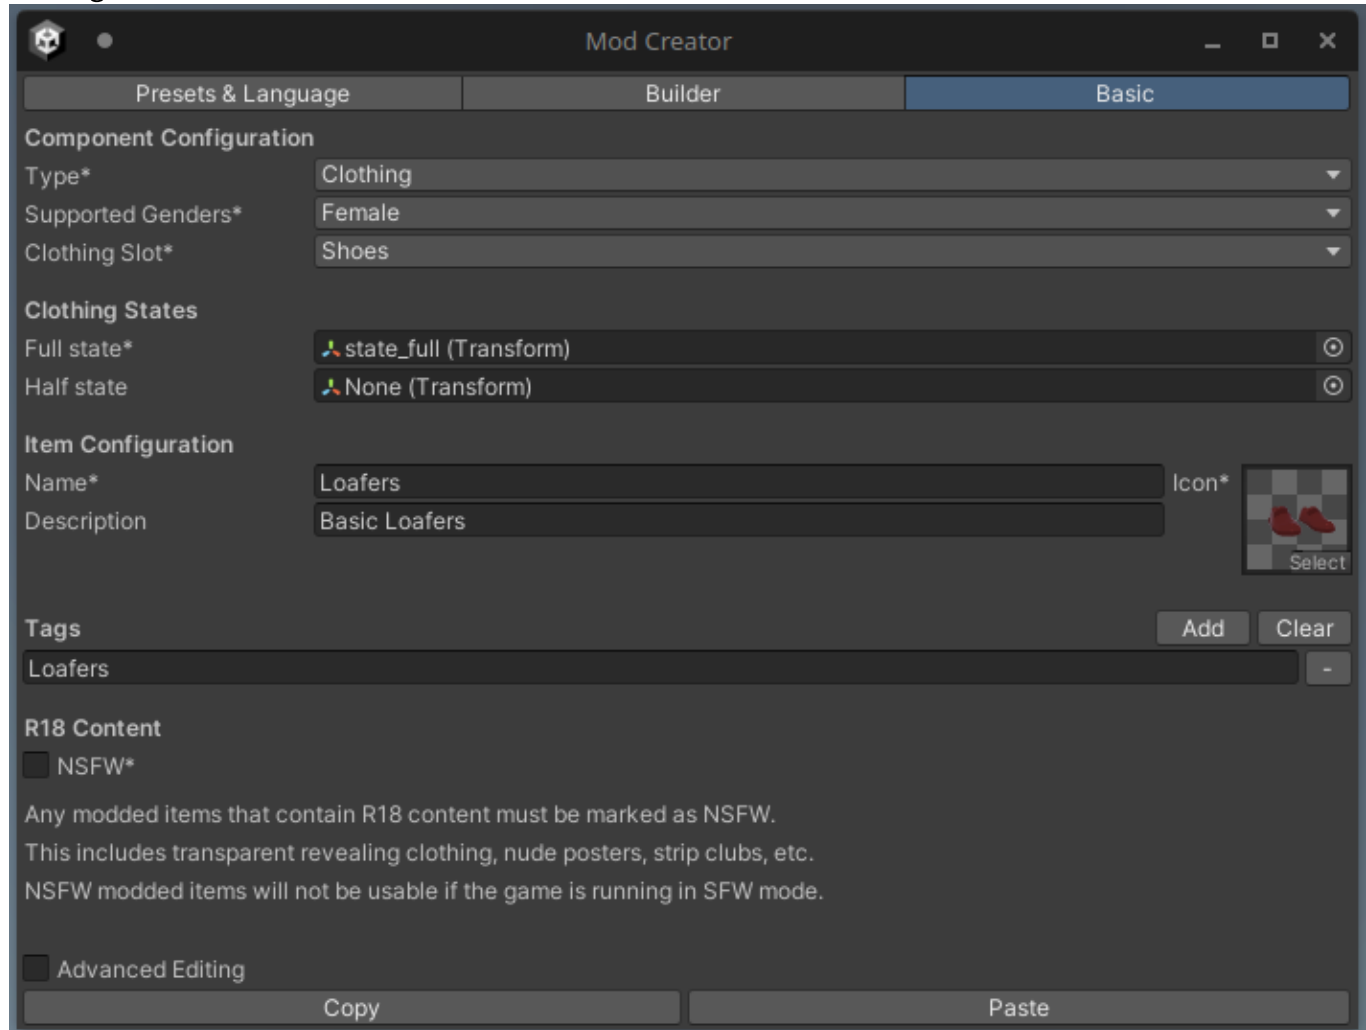 Mod Creator
Presets & Language Builder Basic
Component Configuration
Type* Clothing
Supported Genders* Female
Clothing Slot* Shoes
Clothing States
Full state* state_full (Transform)
Half state None (Transform)
Item Configuration
Name* Loafers Icon*
Description Basic Loafers
Select
Tags Add Clear
Loafers -
R18 Content
NSFW*
Any modded items that contain R18 content must be marked as NSFW.
This includes transparent revealing clothing, nude posters, strip clubs, etc.
NSFW modded items will not be usable if the game is running in SFW mode.
Advanced Editing
Copy Paste